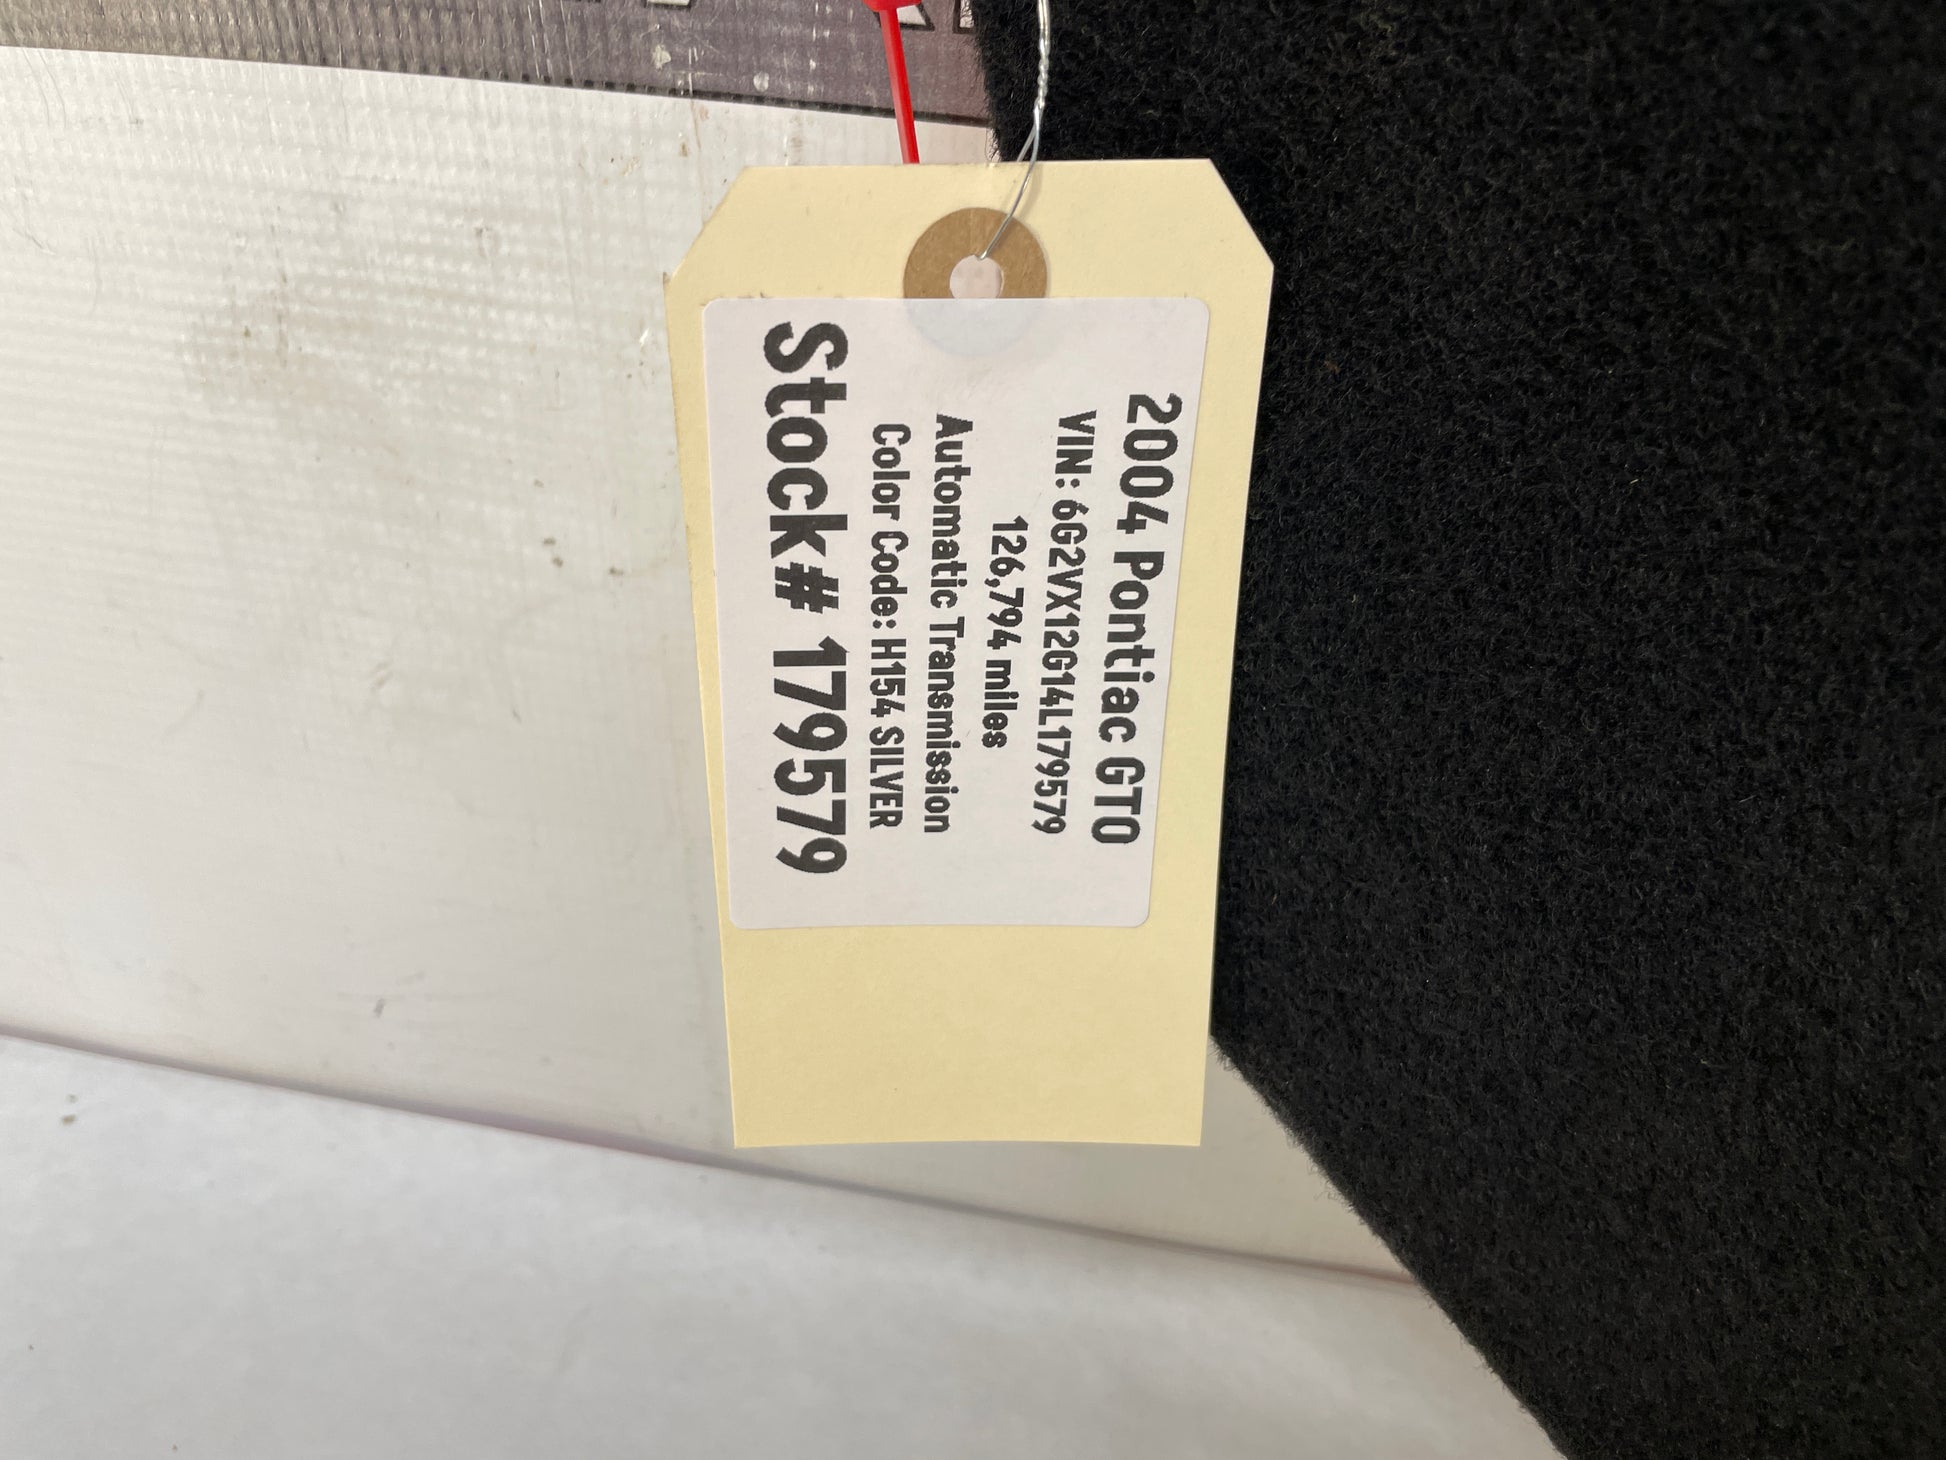 2004 Pontiac GTO
VIN: 6G2VX12G14L179579
126,794 miles
Automatic Transmission
Color Code: H154 SILVER
Stock# 179579